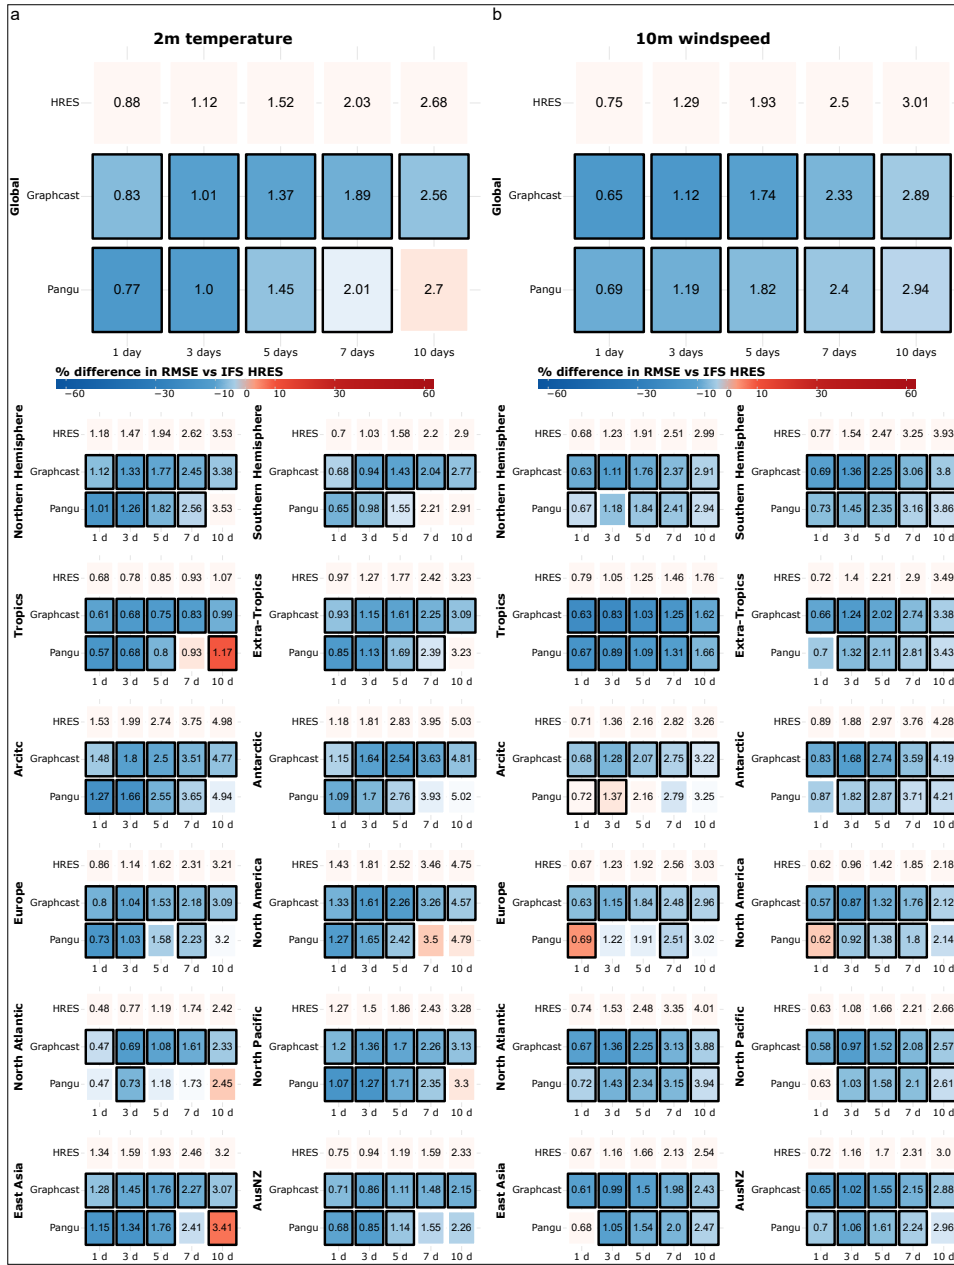 a
b
2m temperature
10m windspeed
Global
HRES 0.88 1.12 1.52 2.03 2.68
Graphcast 0.83 1.01 1.37 1.89 2.56
Pangu 0.77 1.0 1.45 2.01 2.7
1 day 3 days 5 days 7 days 10 days
Global
HRES 0.75 1.29 1.93 2.5 3.01
Graphcast 0.65 1.12 1.74 2.33 2.89
Pangu 0.69 1.19 1.82 2.4 2.94
1 day 3 days 5 days 7 days 10 days
% difference in RMSE vs IFS HRES
−60 −30 −10 0 10 30 60
% difference in RMSE vs IFS HRES
−60 −30 −10 0 10 30 60
Northern Hemisphere
HRES 1.18 1.47 1.94 2.62 3.53
Graphcast 1.12 1.33 1.77 2.45 3.38
Pangu 1.01 1.26 1.82 2.56 3.53
1 d 3 d 5 d 7 d 10 d
Southern Hemisphere
HRES 0.7 1.03 1.58 2.2 2.9
Graphcast 0.68 0.94 1.43 2.04 2.77
Pangu 0.65 0.98 1.55 2.21 2.91
1 d 3 d 5 d 7 d 10 d
Northern Hemisphere
HRES 0.68 1.23 1.91 2.51 2.99
Graphcast 0.63 1.11 1.76 2.37 2.91
Pangu 0.67 1.18 1.84 2.41 2.94
1 d 3 d 5 d 7 d 10 d
Southern Hemisphere
HRES 0.77 1.54 2.47 3.25 3.93
Graphcast 0.69 1.36 2.25 3.06 3.8
Pangu 0.73 1.45 2.35 3.16 3.86
1 d 3 d 5 d 7 d 10 d
Tropics
HRES 0.68 0.78 0.85 0.93 1.07
Graphcast 0.61 0.68 0.75 0.83 0.99
Pangu 0.57 0.68 0.8 0.93 1.17
1 d 3 d 5 d 7 d 10 d
Extra-Tropics
HRES 0.97 1.27 1.77 2.42 3.23
Graphcast 0.93 1.15 1.61 2.25 3.09
Pangu 0.85 1.13 1.69 2.39 3.23
1 d 3 d 5 d 7 d 10 d
Tropics
HRES 0.79 1.05 1.25 1.46 1.76
Graphcast 0.63 0.83 1.03 1.25 1.62
Pangu 0.67 0.89 1.09 1.31 1.66
1 d 3 d 5 d 7 d 10 d
Extra-Tropics
HRES 0.72 1.4 2.21 2.9 3.49
Graphcast 0.66 1.24 2.02 2.74 3.38
Pangu 0.7 1.32 2.11 2.81 3.43
1 d 3 d 5 d 7 d 10 d
Arcitc
HRES 1.53 1.99 2.74 3.75 4.98
Graphcast 1.48 1.8 2.5 3.51 4.77
Pangu 1.27 1.66 2.55 3.65 4.94
1 d 3 d 5 d 7 d 10 d
Antarctic
HRES 1.18 1.81 2.83 3.95 5.03
Graphcast 1.15 1.64 2.54 3.63 4.81
Pangu 1.09 1.7 2.76 3.93 5.02
1 d 3 d 5 d 7 d 10 d
Arcitc
HRES 0.71 1.36 2.16 2.82 3.26
Graphcast 0.68 1.28 2.07 2.75 3.22
Pangu 0.72 1.37 2.16 2.79 3.25
1 d 3 d 5 d 7 d 10 d
Antarctic
HRES 0.89 1.88 2.97 3.76 4.28
Graphcast 0.83 1.68 2.74 3.59 4.19
Pangu 0.87 1.82 2.87 3.71 4.21
1 d 3 d 5 d 7 d 10 d
Europe
HRES 0.86 1.14 1.62 2.31 3.21
Graphcast 0.8 1.04 1.53 2.18 3.09
Pangu 0.73 1.03 1.58 2.23 3.2
1 d 3 d 5 d 7 d 10 d
North America
HRES 1.43 1.81 2.52 3.46 4.75
Graphcast 1.33 1.61 2.26 3.26 4.57
Pangu 1.27 1.65 2.42 3.5 4.79
1 d 3 d 5 d 7 d 10 d
Europe
HRES 0.67 1.23 1.92 2.56 3.03
Graphcast 0.63 1.15 1.84 2.48 2.96
Pangu 0.69 1.22 1.91 2.51 3.02
1 d 3 d 5 d 7 d 10 d
North America
HRES 0.62 0.96 1.42 1.85 2.18
Graphcast 0.57 0.87 1.32 1.76 2.12
Pangu 0.62 0.92 1.38 1.8 2.14
1 d 3 d 5 d 7 d 10 d
North Atlantic
HRES 0.48 0.77 1.19 1.74 2.42
Graphcast 0.47 0.69 1.08 1.61 2.33
Pangu 0.47 0.73 1.18 1.73 2.45
1 d 3 d 5 d 7 d 10 d
North Pacific
HRES 1.27 1.5 1.86 2.43 3.28
Graphcast 1.2 1.36 1.7 2.26 3.13
Pangu 1.07 1.27 1.71 2.35 3.3
1 d 3 d 5 d 7 d 10 d
North Atlantic
HRES 0.74 1.53 2.48 3.35 4.01
Graphcast 0.67 1.36 2.25 3.13 3.88
Pangu 0.72 1.43 2.34 3.15 3.94
1 d 3 d 5 d 7 d 10 d
North Pacific
HRES 0.63 1.08 1.66 2.21 2.66
Graphcast 0.58 0.97 1.52 2.08 2.57
Pangu 0.63 1.03 1.58 2.1 2.61
1 d 3 d 5 d 7 d 10 d
East Asia
HRES 1.34 1.59 1.93 2.46 3.2
Graphcast 1.28 1.45 1.76 2.27 3.07
Pangu 1.15 1.34 1.76 2.41 3.41
1 d 3 d 5 d 7 d 10 d
AusNZ
HRES 0.75 0.94 1.19 1.59 2.33
Graphcast 0.71 0.86 1.11 1.48 2.15
Pangu 0.68 0.85 1.14 1.55 2.26
1 d 3 d 5 d 7 d 10 d
East Asia
HRES 0.67 1.16 1.66 2.13 2.54
Graphcast 0.61 0.99 1.5 1.98 2.43
Pangu 0.68 1.05 1.54 2.0 2.47
1 d 3 d 5 d 7 d 10 d
AusNZ
HRES 0.72 1.16 1.7 2.31 3.0
Graphcast 0.65 1.02 1.55 2.15 2.88
Pangu 0.7 1.06 1.61 2.24 2.96
1 d 3 d 5 d 7 d 10 d